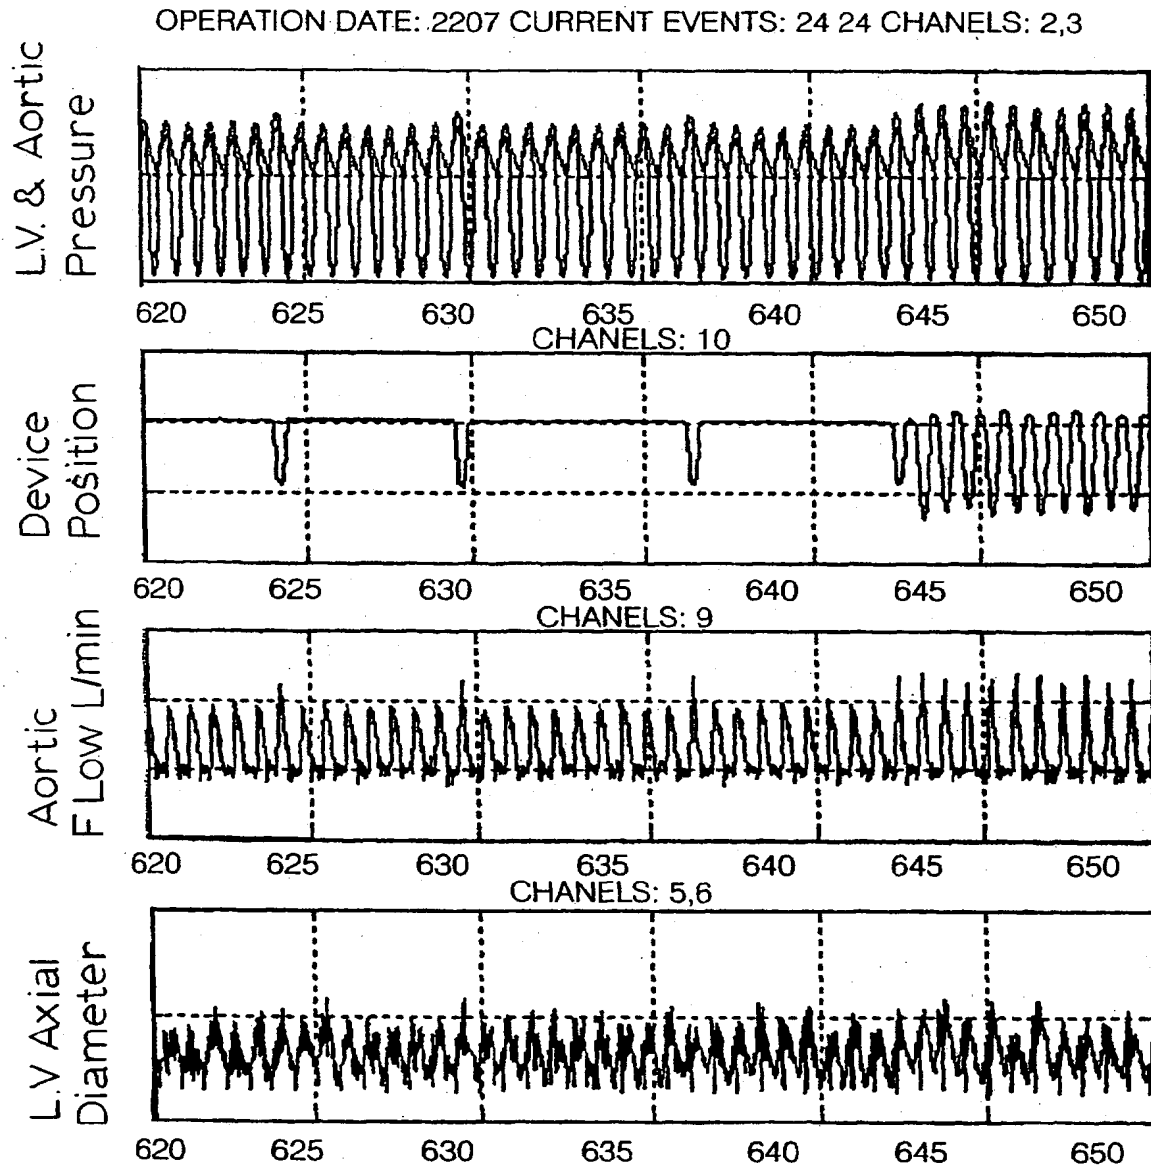 OPERATION DATE: 2207 CURRENT EVENTS: 24 24 CHANELS: 2,3
L.V. & Aortic
Pressure
620 625 630 635 640 645 650
CHANELS: 10
Device
Position
620 625 630 635 640 645 650
CHANELS: 9
Aortic
FLow L/min
620 625 630 635 640 645 650
CHANELS: 5,6
L.V Axial
Diameter
620 625 630 635 640 645 650